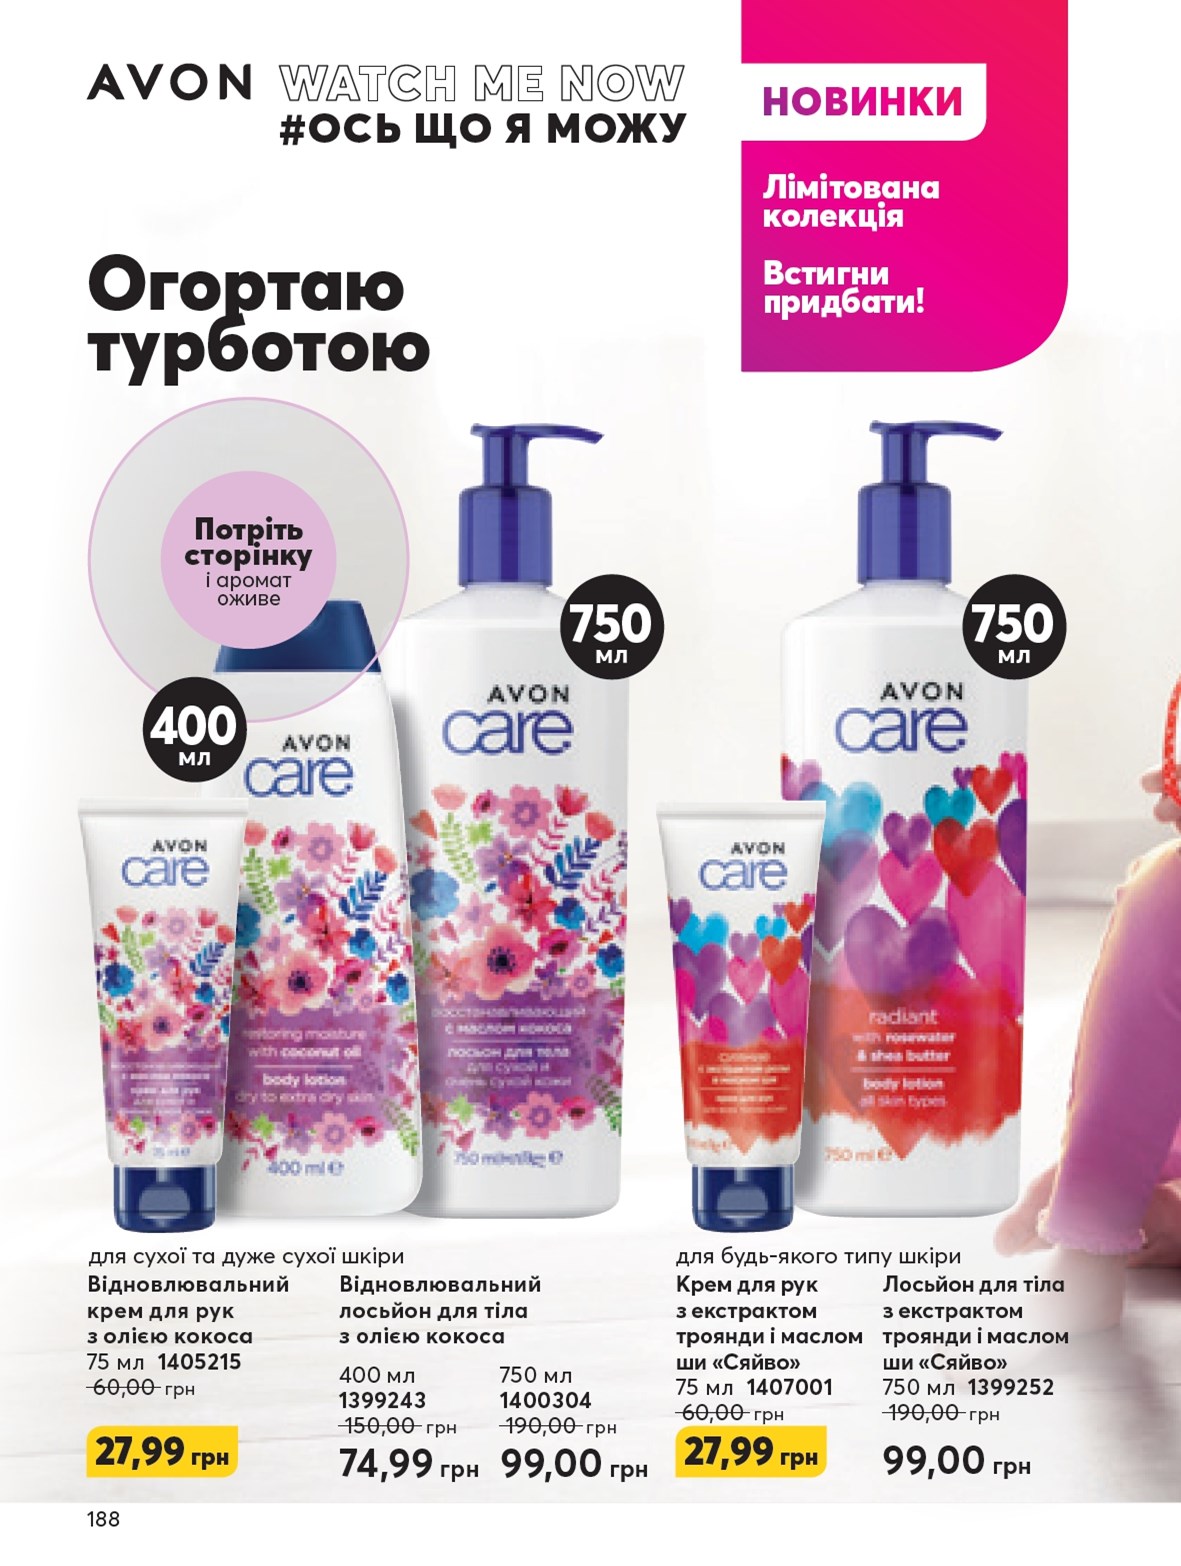 AVON WATCH ME NOW
#ОСЬ ЩО Я МОЖУ
НОВИНКИ
Лімітована
колекція
Встигни
придбати!
Огортаю
турботою
Потріть
сторінку
і аромат
оживе
400
мл
750
мл
750
мл
AVON
care
75 ml e
AVON
care
restoring moisture
with coconut oil
body lotion
dry to extra dry skin
400 ml e
AVON
care
восстанавливающий
с маслом кокоса
лосьон для тела
для сухой и
очень сухой кожи
750 ml
AVON
care
сияние
крем для рук
AVON
care
radiant
with rosewater
& shea butter
body lotion
all skin types
750 ml e
для сухої та дуже сухої шкіри
Відновлювальний
крем для рук
з олією кокоса
75 мл 1405215
60,00 грн
27,99 грн
Відновлювальний
лосьйон для тіла
з олією кокоса
400 мл
1399243
150,00 грн
74,99 грн
750 мл
1400304
190,00 грн
99,00 грн
для будь-якого типу шкіри
Крем для рук
з екстрактом
троянди і маслом
ши «Сяйво»
75 мл 1407001
60,00 грн
27,99 грн
Лосьйон для тіла
з екстрактом
троянди і маслом
ши «Сяйво»
750 мл 1399252
190,00 грн
99,00 грн
188